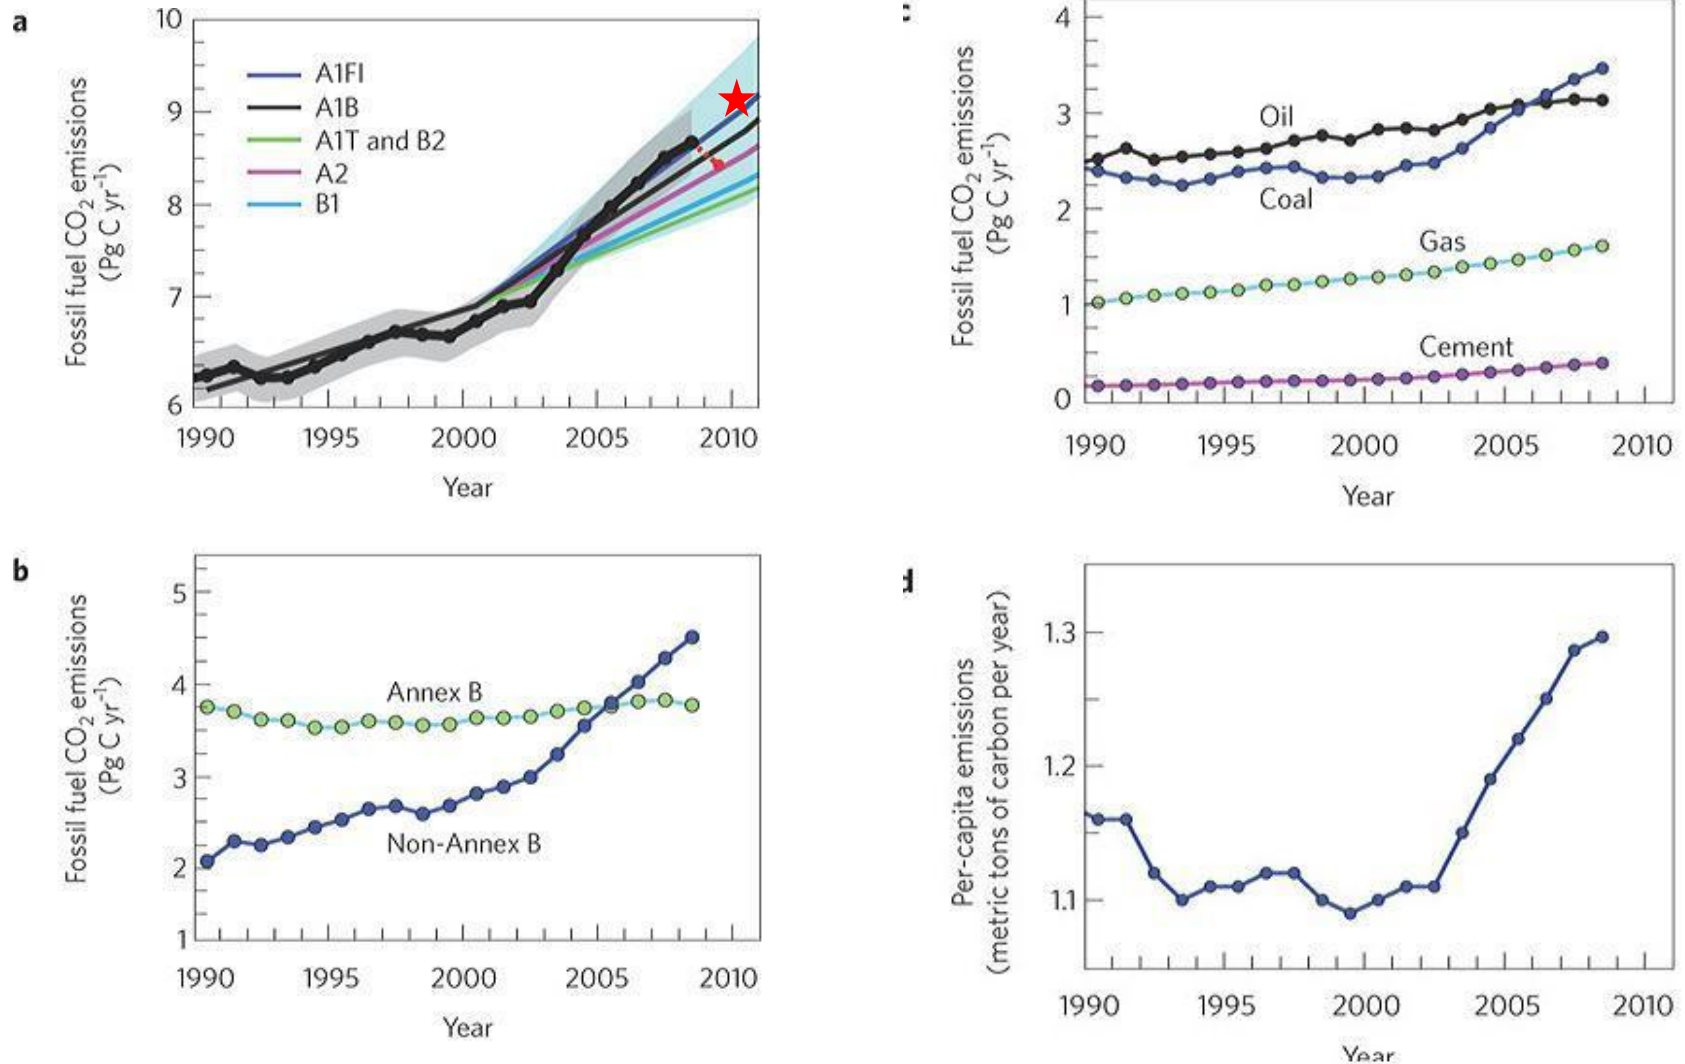 a
10
9
8
7
6
A1FI
A1B
A1T and B2
A2
B1
Fossil fuel CO2 emissions
(Pg C yr-1)
1990 1995 2000 2005 2010
Year
b
5
4
3
2
1
Annex B
Non-Annex B
Fossil fuel CO2 emissions
(Pg C yr-1)
1990 1995 2000 2005 2010
Year
c
4
3
2
1
0
Oil
Coal
Gas
Cement
Fossil fuel CO2 emissions
(Pg C yr-1)
1990 1995 2000 2005 2010
Year
d
1.3
1.2
1.1
Per-capita emissions
(metric tons of carbon per year)
1990 1995 2000 2005 2010
Year